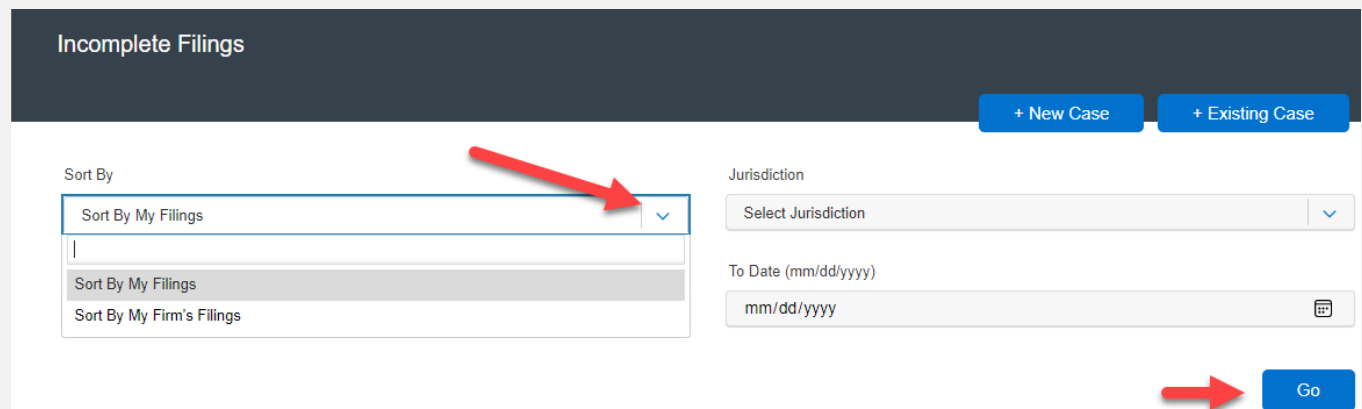 Incomplete Filings
+ New Case
+ Existing Case
Sort By
Sort By My Filings
Sort By My Filings
Sort By My Firm's Filings
Jurisdiction
Select Jurisdiction
To Date (mm/dd/yyyy)
mm/dd/yyyy
Go